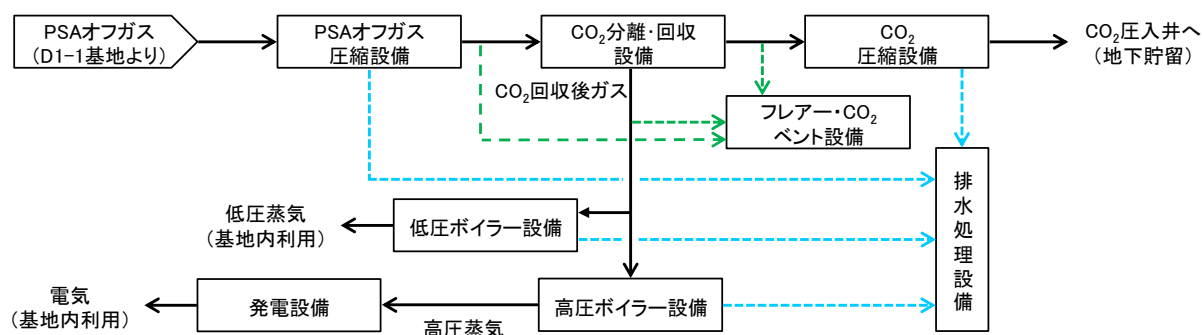 PSAオフガス
(D1-1基地より)
PSAオフガス
圧縮設備
CO₂分離・回収
設備
CO₂
圧縮設備
CO₂圧入井へ
(地下貯留)
CO₂回収後ガス
フレアー・CO₂
ベント設備
排水処理設備
低圧蒸気
(基地内利用)
低圧ボイラー設備
電気
(基地内利用)
発電設備
高圧蒸気
高圧ボイラー設備